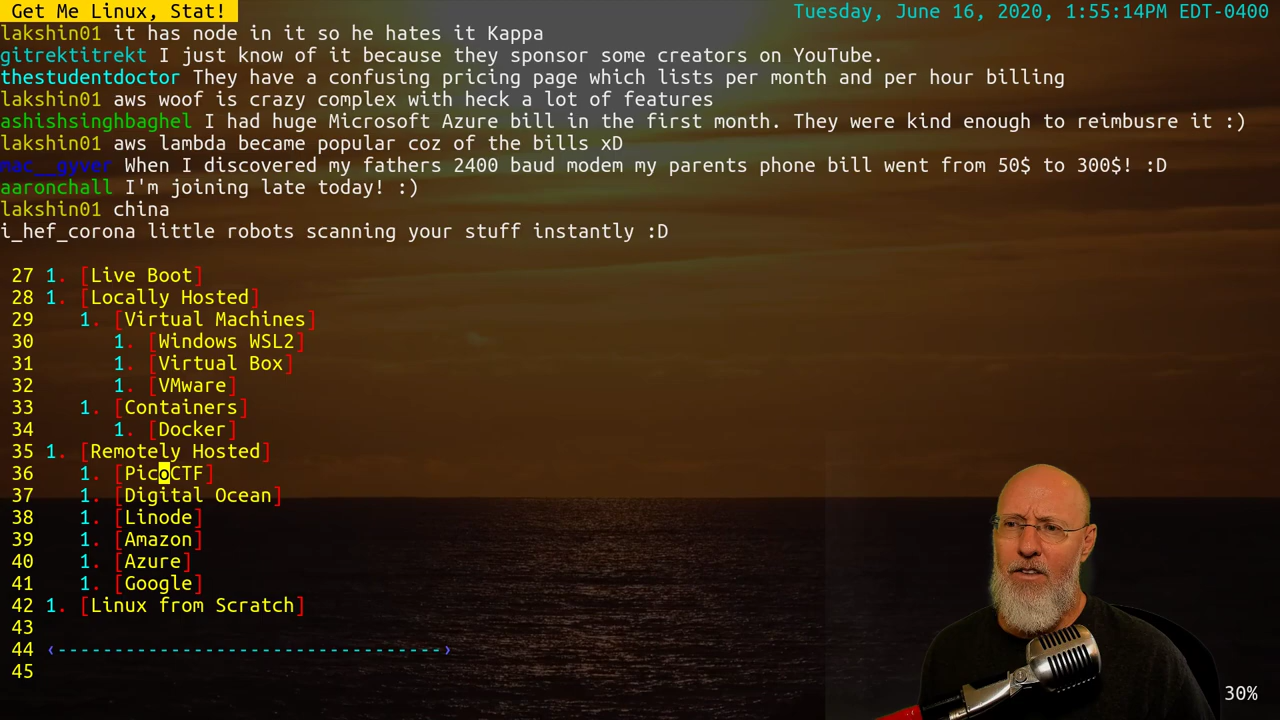 Get Me Linux, Stat!
Tuesday, June 16, 2020, 1:55:14PM EDT-0400
lakshin01 it has node in it so he hates it Kappa
gitrektitrekt I just know of it because they sponsor some creators on YouTube.
thestudentdoctor They have a confusing pricing page which lists per month and per hour billing
lakshin01 aws woof is crazy complex with heck a lot of features
ashishsinghbaghel I had huge Microsoft Azure bill in the first month. They were kind enough to reimbusre it :)
lakshin01 aws lambda became popular coz of the bills xD
mac__gyver When I discovered my fathers 2400 baud modem my parents phone bill went from 50$ to 300$! :D
aaronchall I'm joining late today! :)
lakshin01 china
i_hef_corona little robots scanning your stuff instantly :D
27 1. [Live Boot]
28 1. [Locally Hosted]
29 1. [Virtual Machines]
30 1. [Windows WSL2]
31 1. [Virtual Box]
32 1. [VMware]
33 1. [Containers]
34 1. [Docker]
35 1. [Remotely Hosted]
36 1. [PicoCTF]
37 1. [Digital Ocean]
38 1. [Linode]
39 1. [Amazon]
40 1. [Azure]
41 1. [Google]
42 1. [Linux from Scratch]
43
44 <---------------------------------->
45
30%